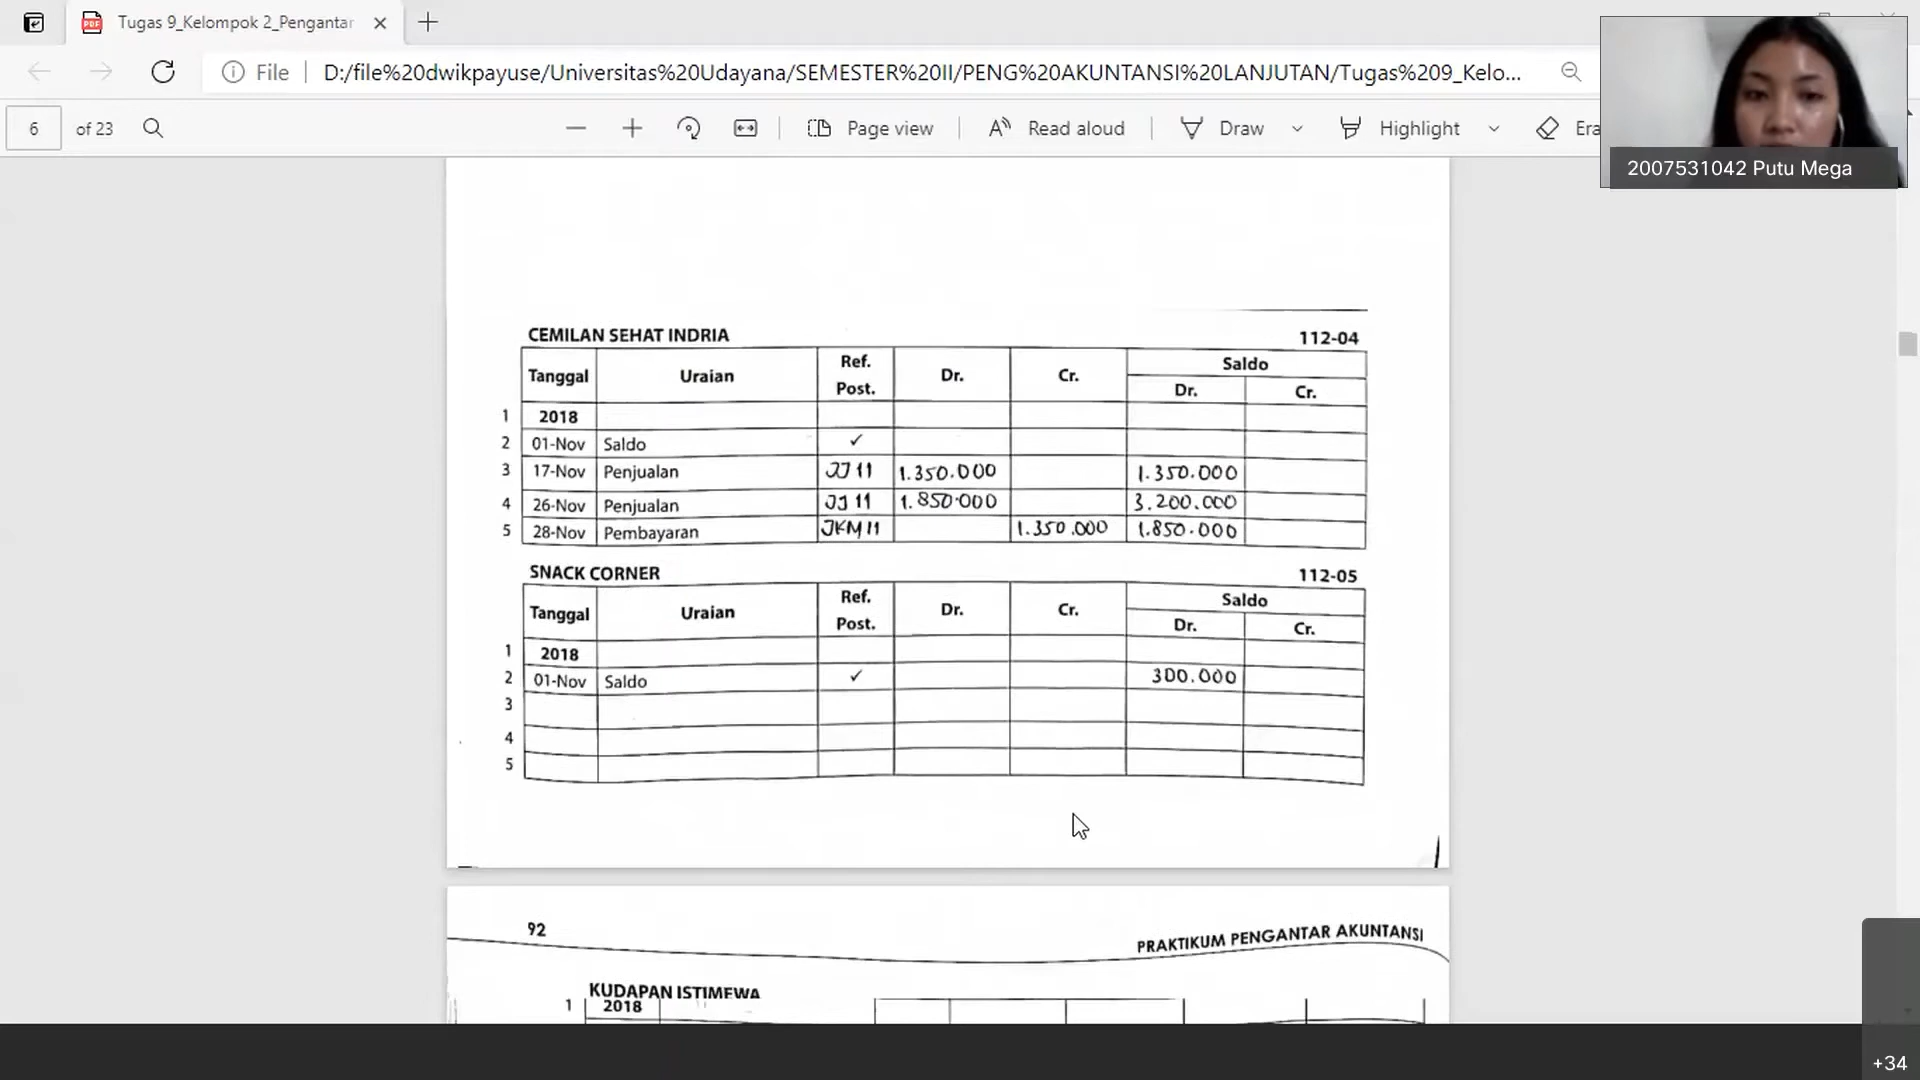 Tugas 9_Kelompok 2_Pengantar
File D:/file%20dwikpayuse/Universitas%20Udayana/SEMESTER%20II/PENG%20AKUNTANSI%20LANJUTAN/Tugas%209_Kelo...
6 of 23 Page view Read aloud Draw Highlight Era
2007531042 Putu Mega
CEMILAN SEHAT INDRIA 112-04
Tanggal Uraian Ref. Post. Dr. Cr. Saldo
Dr. Cr.
1 2018
2 01-Nov Saldo ✓
3 17-Nov Penjualan JJ 11 1.350.000 1.350.000
4 26-Nov Penjualan JJ 11 1.850.000 3.200.000
5 28-Nov Pembayaran JKM 11 1.350.000 1.850.000
SNACK CORNER 112-05
Tanggal Uraian Ref. Post. Dr. Cr. Saldo
Dr. Cr.
1 2018
2 01-Nov Saldo ✓ 300.000
3
4
5
92 PRAKTIKUM PENGANTAR AKUNTANSI
KUDAPAN ISTIMEWA
1 2018
+34